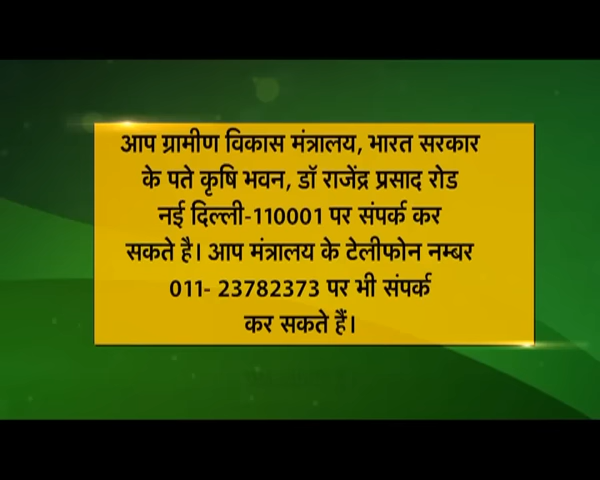 आप ग्रामीण विकास मंत्रालय, भारत सरकार
के पते कृषि भवन, डॉ राजेंद्र प्रसाद रोड
नई दिल्ली-110001 पर संपर्क कर
सकते है। आप मंत्रालय के टेलीफोन नम्बर
011- 23782373 पर भी संपर्क
कर सकते हैं।